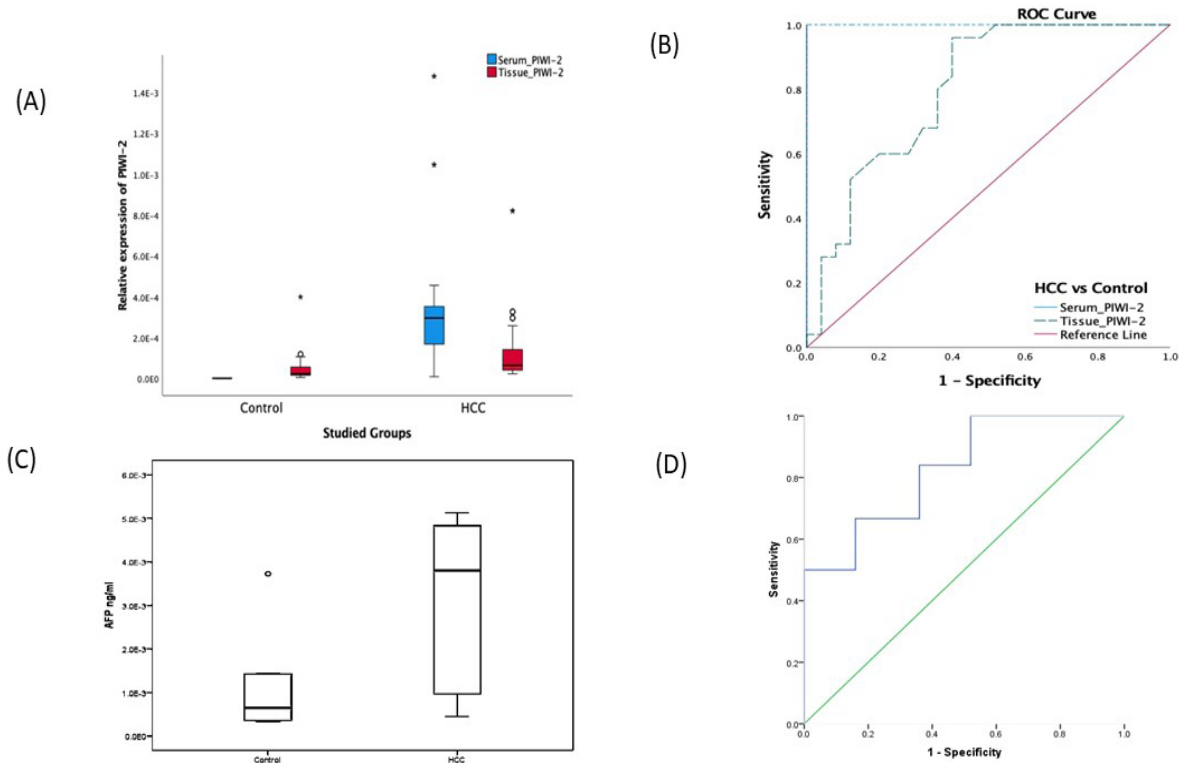 (A)
Serum_PIWI-2
Tissue_PIWI-2
Relative expression of PIWI-2
1.4E-3
1.2E-3
1.0E-3
8.0E-4
6.0E-4
4.0E-4
2.0E-4
0.0E0
Control
HCC
Studied Groups
(B)
ROC Curve
Sensitivity
1.0
0.8
0.6
0.4
0.2
0.0
HCC vs Control
Serum_PIWI-2
Tissue_PIWI-2
Reference Line
0.0
0.2
0.4
0.6
0.8
1.0
1 - Specificity
(C)
AFP ng/ml
6.0E-3
5.0E-3
4.0E-3
3.0E-3
2.0E-3
1.0E-3
0.0E0
Control
HCC
(D)
Sensitivity
1.0
0.8
0.6
0.4
0.2
0.0
0.0
0.2
0.4
0.6
0.8
1.0
1 - Specificity